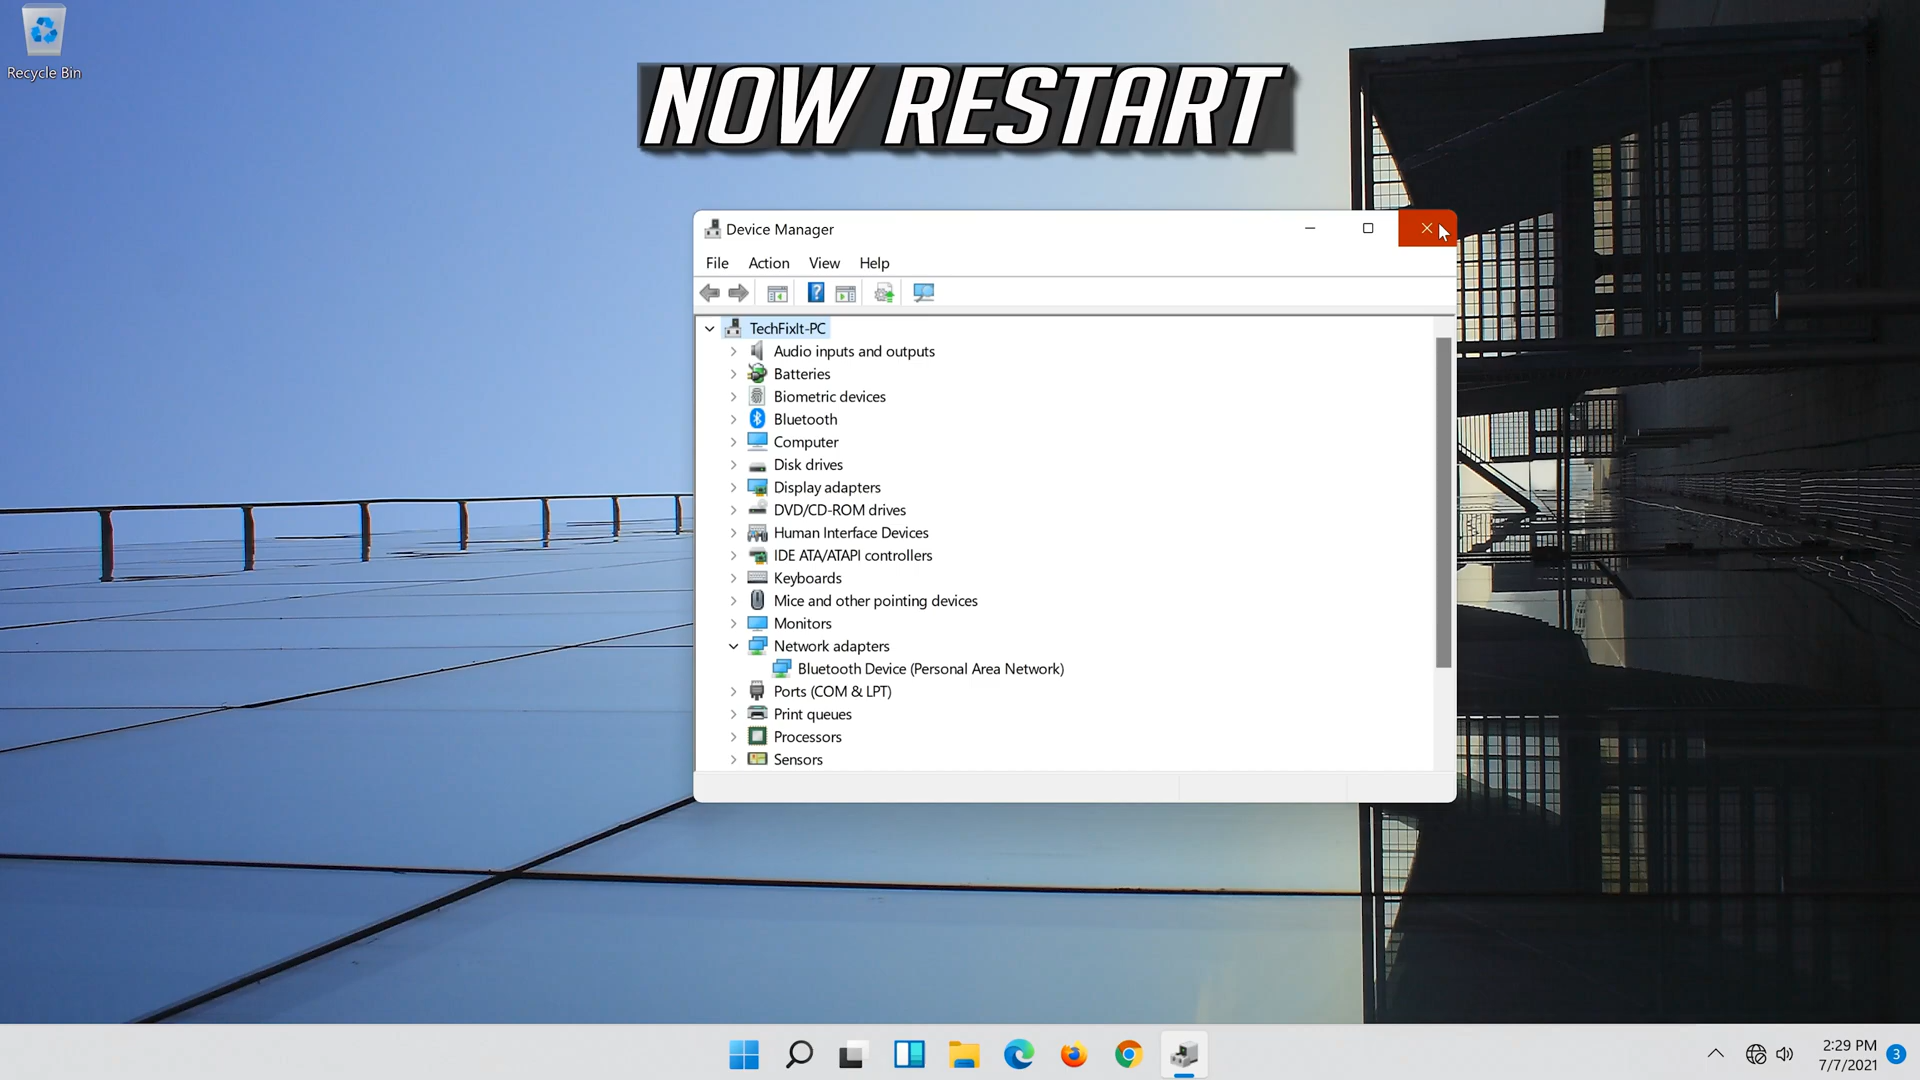 Recycle Bin
NOW RESTART
Device Manager
File Action View Help
TechFixIt-PC
Audio inputs and outputs
Batteries
Biometric devices
Bluetooth
Computer
Disk drives
Display adapters
DVD/CD-ROM drives
Human Interface Devices
IDE ATA/ATAPI controllers
Keyboards
Mice and other pointing devices
Monitors
Network adapters
Bluetooth Device (Personal Area Network)
Ports (COM & LPT)
Print queues
Processors
Sensors
2:29 PM
7/7/2021
3